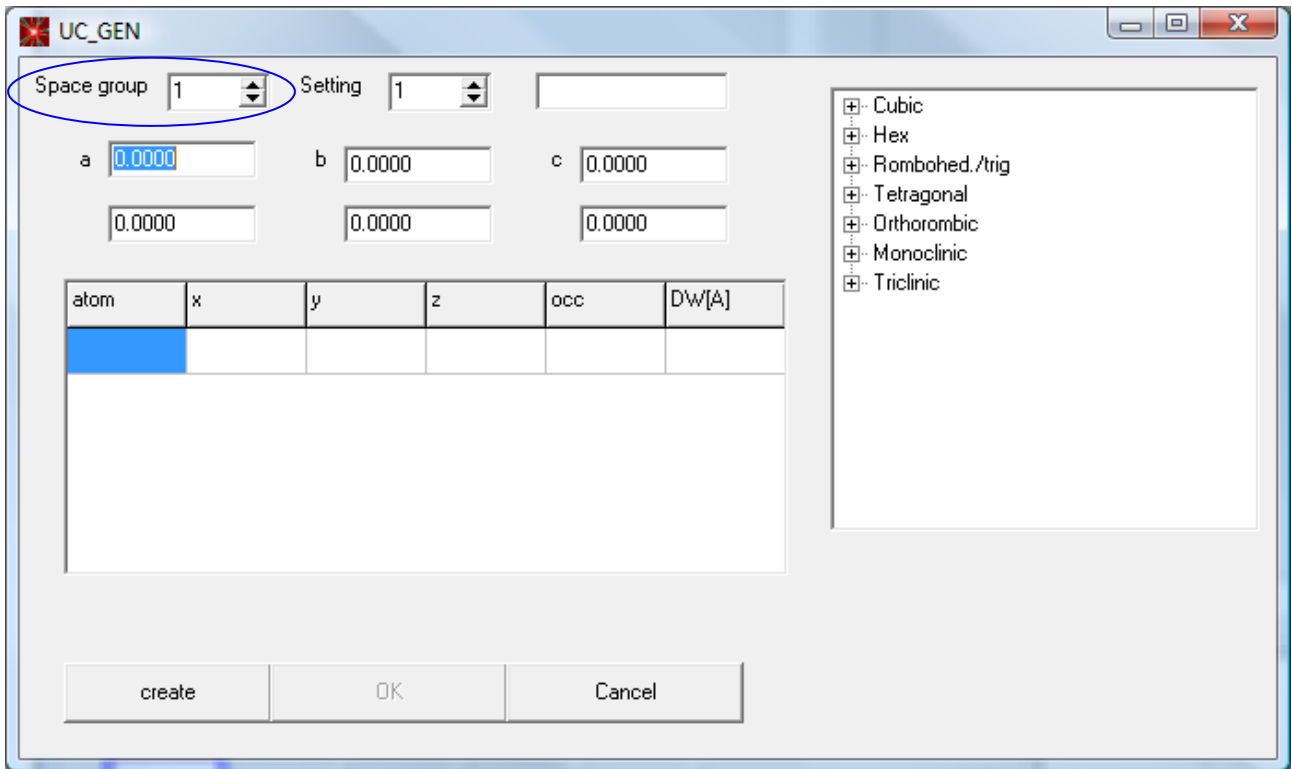 UC_GEN
Space group 1 Setting 1
a 0.0000 b 0.0000 c 0.0000
0.0000 0.0000 0.0000
atom x y z occ DW[A]
create OK Cancel
Cubic
Hex
Rombohed./trig
Tetragonal
Orthorombic
Monoclinic
Triclinic